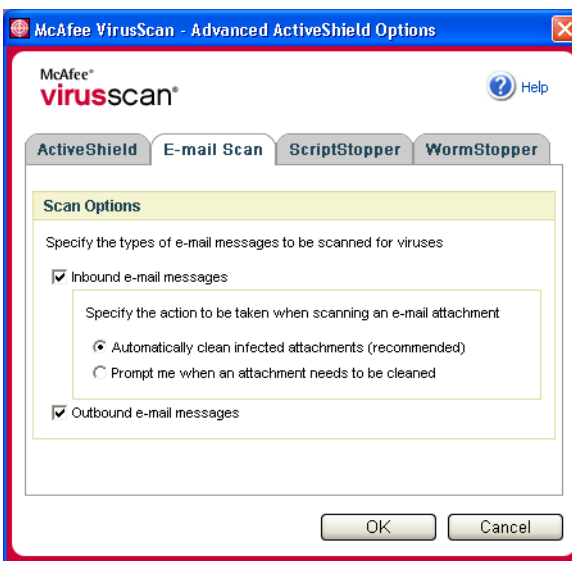 McAfee VirusScan - Advanced ActiveShield Options
McAfee®
virusscan®
Help
ActiveShield
E-mail Scan
ScriptStopper
WormStopper
Scan Options
Specify the types of e-mail messages to be scanned for viruses
Inbound e-mail messages
Specify the action to be taken when scanning an e-mail attachment
Automatically clean infected attachments (recommended)
Prompt me when an attachment needs to be cleaned
Outbound e-mail messages
OK
Cancel